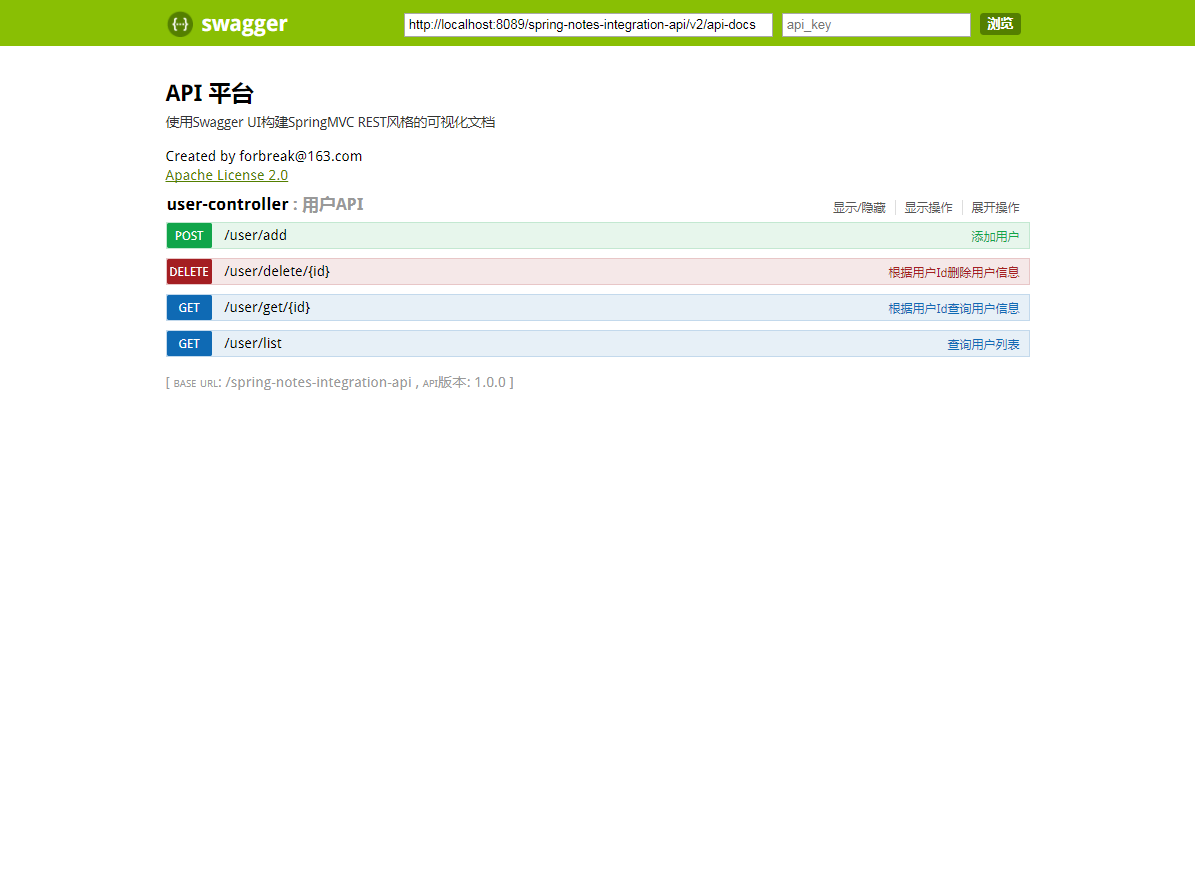 {···} swagger http://localhost:8089/spring-notes-integration-api/v2/api-docs api_key 浏览
API 平台
使用Swagger UI构建SpringMVC REST风格的可视化文档
Created by forbreak@163.com
Apache License 2.0
user-controller : 用户API 显示/隐藏 显示操作 展开操作
POST /user/add 添加用户
DELETE /user/delete/{id} 根据用户Id删除用户信息
GET /user/get/{id} 根据用户Id查询用户信息
GET /user/list 查询用户列表
[ BASE URL: /spring-notes-integration-api , API版本: 1.0.0 ]